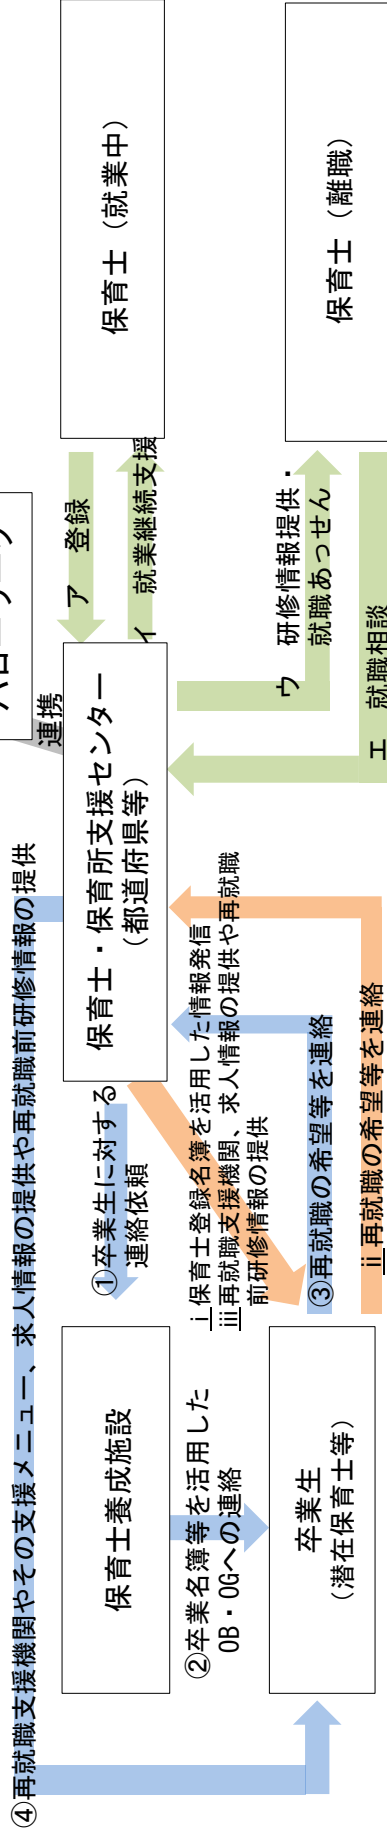 ④再就職支援機関やその支援メニュー、求人情報の提供や再就職前研修情報の提供
保育士養成施設
①卒業生に対する
連絡依頼
保育士・保育所支援センター
（都道府県等）
連携
ア 登録
イ 就業継続支援
保育士（就業中）
②卒業名簿等を活用した
OB・OGへの連絡
ⅰ保育士登録名簿を活用した情報発信
ⅲ再就職支援機関、求人情報の提供や再就職
前研修情報の提供
卒業生
（潜在保育士等）
③再就職の希望等を連絡
ⅱ再就職の希望等を連絡
ウ 研修情報提供・
就職あっせん
エ 就職相談
保育士（離職）